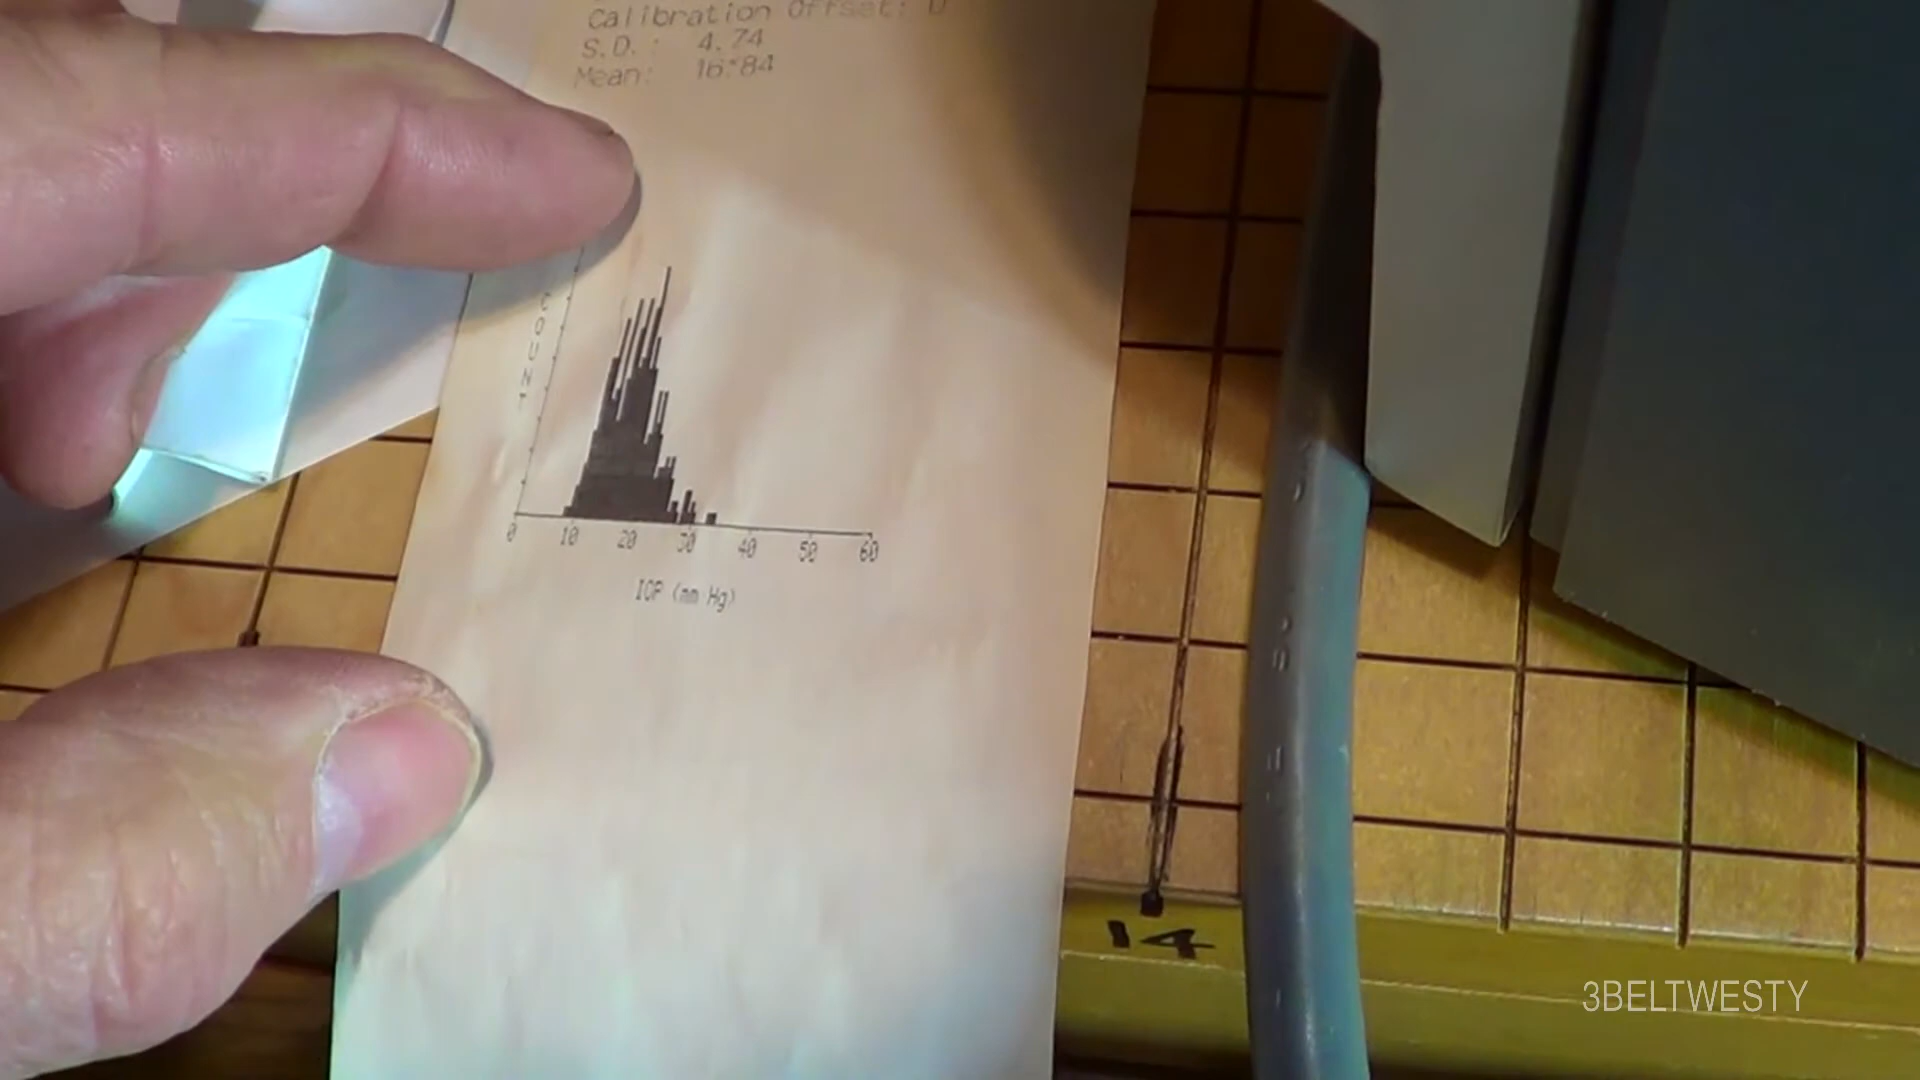 Calibration Offset: 0
S.D.: 4.74
Mean: 16.84
COUNT
0 10 20 30 40 50 60
IOP (mm Hg)
14
3BELTWESTY